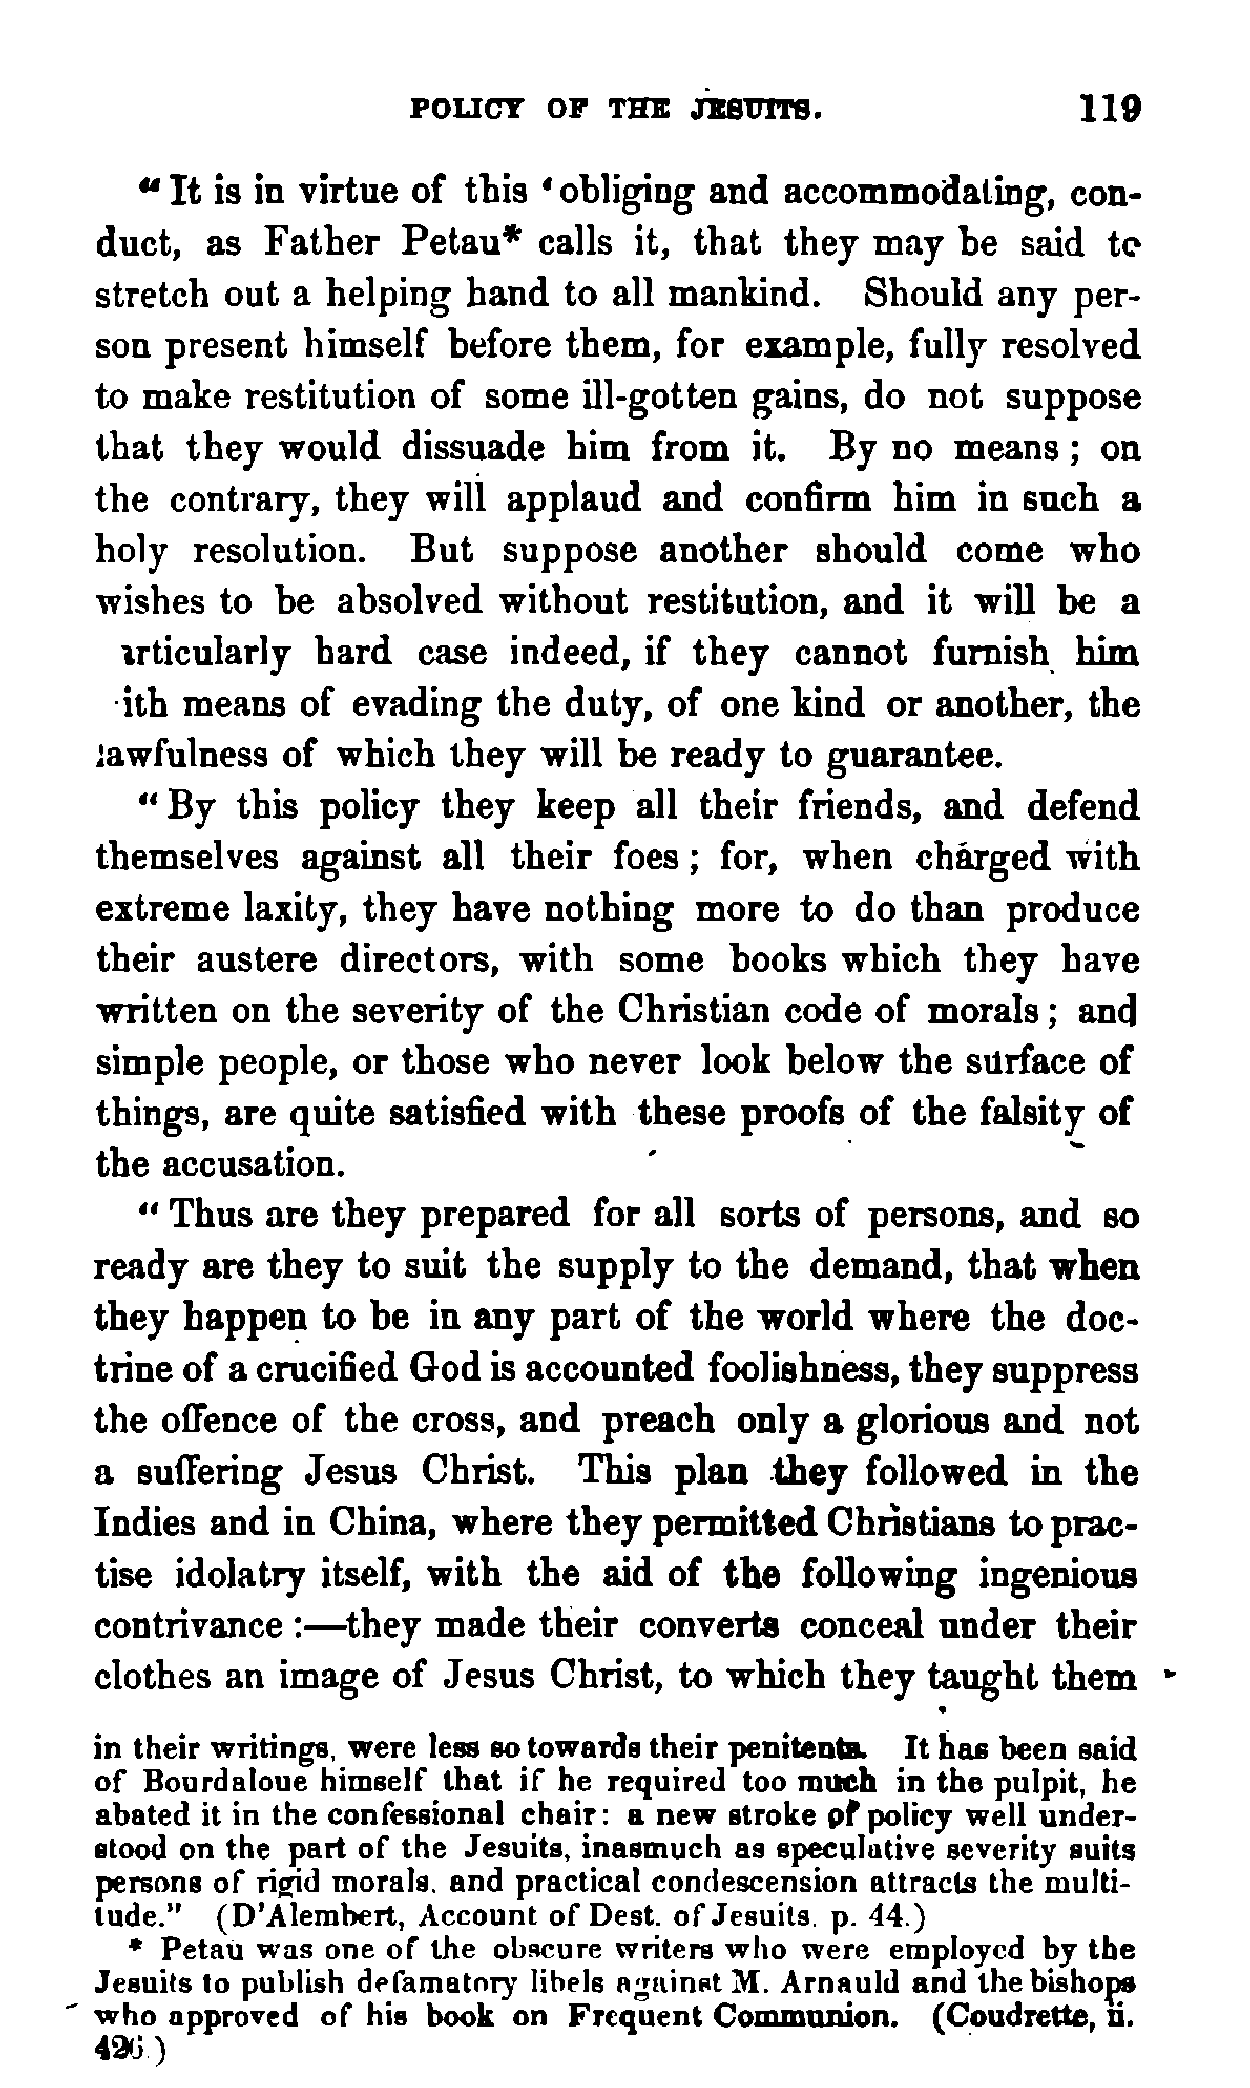 POLICY OF THE JESUITS. 119
“ It is in virtue of this ‘ obliging and accommodating, con-
duct, as Father Petau* calls it, that they may be said to
stretch out a helping hand to all mankind. Should any per-
son present himself before them, for example, fully resolved
to make restitution of some ill-gotten gains, do not suppose
that they would dissuade him from it. By no means ; on
the contrary, they will applaud and confirm him in such a
holy resolution. But suppose another should come who
wishes to be absolved without restitution, and it will be a
articularly hard case indeed, if they cannot furnish him
ith means of evading the duty, of one kind or another, the
lawfulness of which they will be ready to guarantee.
“ By this policy they keep all their friends, and defend
themselves against all their foes ; for, when charged with
extreme laxity, they have nothing more to do than produce
their austere directors, with some books which they have
written on the severity of the Christian code of morals ; and
simple people, or those who never look below the surface of
things, are quite satisfied with these proofs of the falsity of
the accusation.
“ Thus are they prepared for all sorts of persons, and so
ready are they to suit the supply to the demand, that when
they happen to be in any part of the world where the doc-
trine of a crucified God is accounted foolishness, they suppress
the offence of the cross, and preach only a glorious and not
a suffering Jesus Christ. This plan they followed in the
Indies and in China, where they permitted Christians to prac-
tise idolatry itself, with the aid of the following ingenious
contrivance :—they made their converts conceal under their
clothes an image of Jesus Christ, to which they taught them
in their writings, were less so towards their penitents. It has been said
of Bourdaloue himself that if he required too much in the pulpit, he
abated it in the confessional chair: a new stroke of policy well under-
stood on the part of the Jesuits, inasmuch as speculative severity suits
persons of rigid morals, and practical condescension attracts the multi-
tude." (D'Alembert, Account of Dest. of Jesuits. p. 44.)
* Petau was one of the obscure writers who were employed by the
Jesuits to publish defamatory libels against M. Arnauld and the bishops
who approved of his book on Frequent Communion. (Coudrette, ii.
426.)